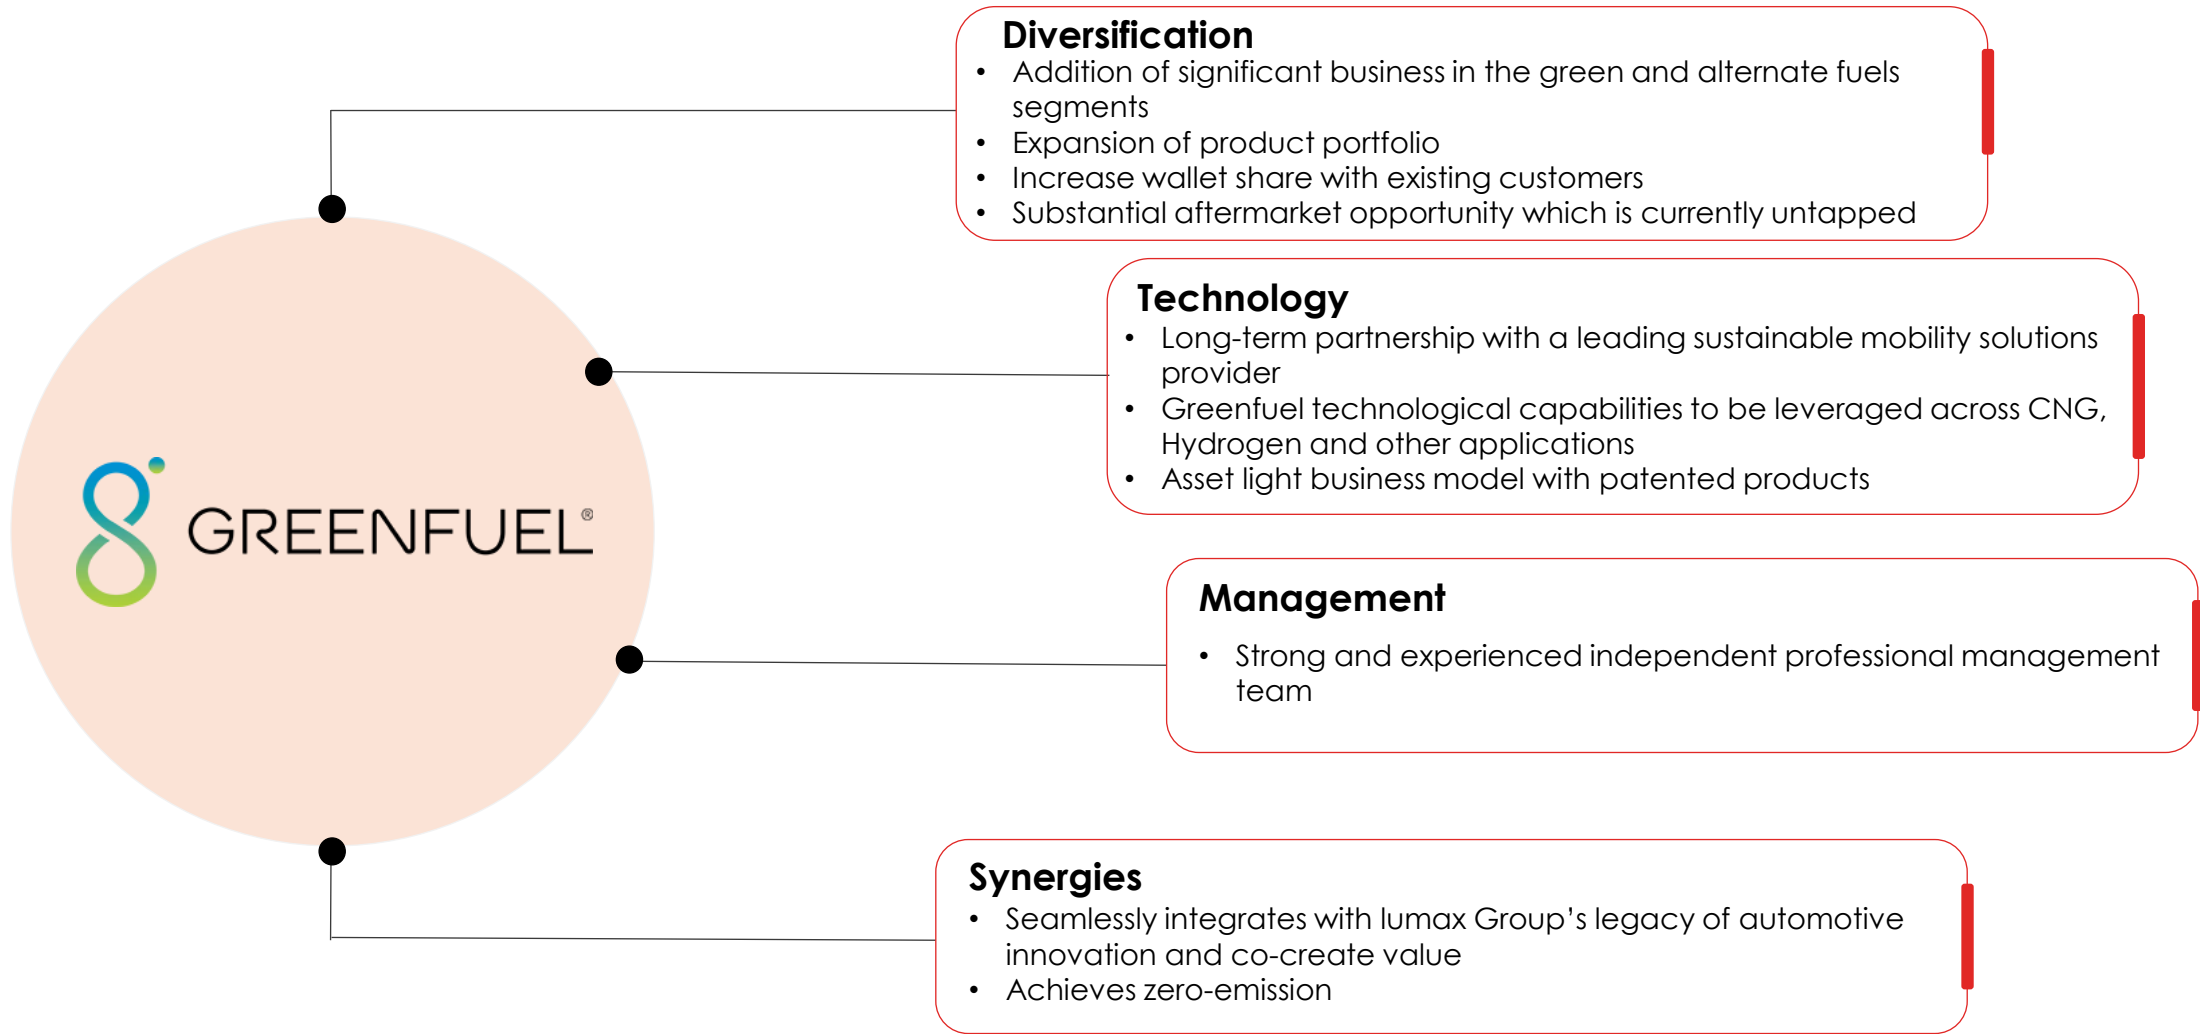 Diversification
• Addition of significant business in the green and alternate fuels
segments
• Expansion of product portfolio
• Increase wallet share with existing customers
• Substantial aftermarket opportunity which is currently untapped
Technology
• Long-term partnership with a leading sustainable mobility solutions
provider
• Greenfuel technological capabilities to be leveraged across CNG,
Hydrogen and other applications
• Asset light business model with patented products
GREENFUEL®
Management
• Strong and experienced independent professional management
team
Synergies
• Seamlessly integrates with lumax Group’s legacy of automotive
innovation and co-create value
• Achieves zero-emission